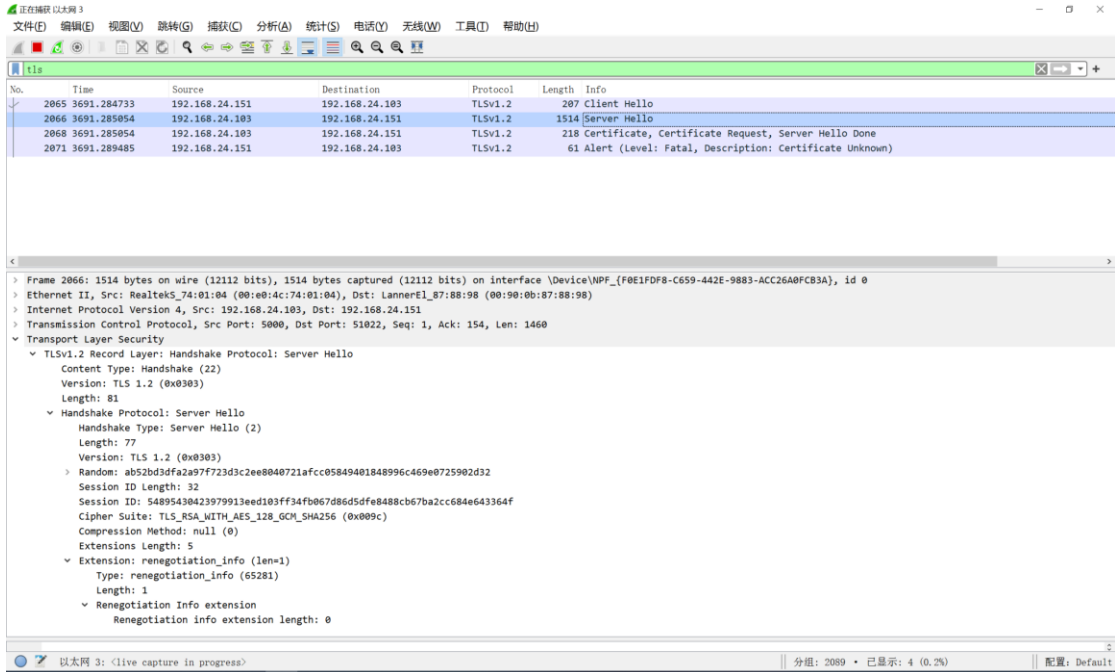 正在捕获 以太网 3
文件(F) 编辑(E) 视图(V) 跳转(G) 捕获(C) 分析(A) 统计(S) 电话(Y) 无线(W) 工具(T) 帮助(H)
tls
No. Time Source Destination Protocol Length Info
2065 3691.284733 192.168.24.151 192.168.24.103 TLSv1.2 207 Client Hello
2066 3691.285054 192.168.24.103 192.168.24.151 TLSv1.2 1514 Server Hello
2068 3691.285054 192.168.24.103 192.168.24.151 TLSv1.2 218 Certificate, Certificate Request, Server Hello Done
2071 3691.289485 192.168.24.151 192.168.24.103 TLSv1.2 61 Alert (Level: Fatal, Description: Certificate Unknown)
Frame 2066: 1514 bytes on wire (12112 bits), 1514 bytes captured (12112 bits) on interface \Device\NPF_{F0E1FDF8-C659-442E-9883-ACC26A0FCB3A}, id 0
Ethernet II, Src: RealtekS_74:01:04 (00:e0:4c:74:01:04), Dst: LannerEl_87:88:98 (00:90:0b:87:88:98)
Internet Protocol Version 4, Src: 192.168.24.103, Dst: 192.168.24.151
Transmission Control Protocol, Src Port: 5000, Dst Port: 51022, Seq: 1, Ack: 154, Len: 1460
Transport Layer Security
TLSv1.2 Record Layer: Handshake Protocol: Server Hello
Content Type: Handshake (22)
Version: TLS 1.2 (0x0303)
Length: 81
Handshake Protocol: Server Hello
Handshake Type: Server Hello (2)
Length: 77
Version: TLS 1.2 (0x0303)
Random: ab52bd3dfa2a97f723d3c2ee8040721afcc05849401848996c469e0725902d32
Session ID Length: 32
Session ID: 54895430423979913eed103ff34fb067d86d5dfe8488cb67ba2cc684e643364f
Cipher Suite: TLS_RSA_WITH_AES_128_GCM_SHA256 (0x009c)
Compression Method: null (0)
Extensions Length: 5
Extension: renegotiation_info (len=1)
Type: renegotiation_info (65281)
Length: 1
Renegotiation Info extension
Renegotiation info extension length: 0
以太网 3: <live capture in progress> 分组: 2089 • 已显示: 4 (0.2%) 配置: Default